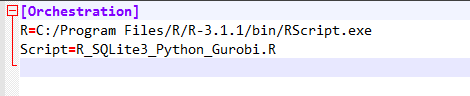 [Orchestration]
R=C:/Program Files/R/R-3.1.1/bin/RScript.exe
Script=R_SQLite3_Python_Gurobi.R